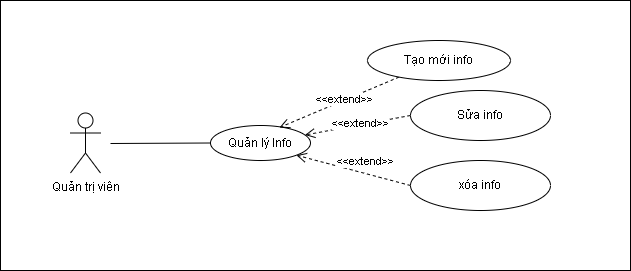 Tạo mới info
<<extend>>
Sửa info
<<extend>>
Quản lý Info
<<extend>>
Quản trị viên
xóa info